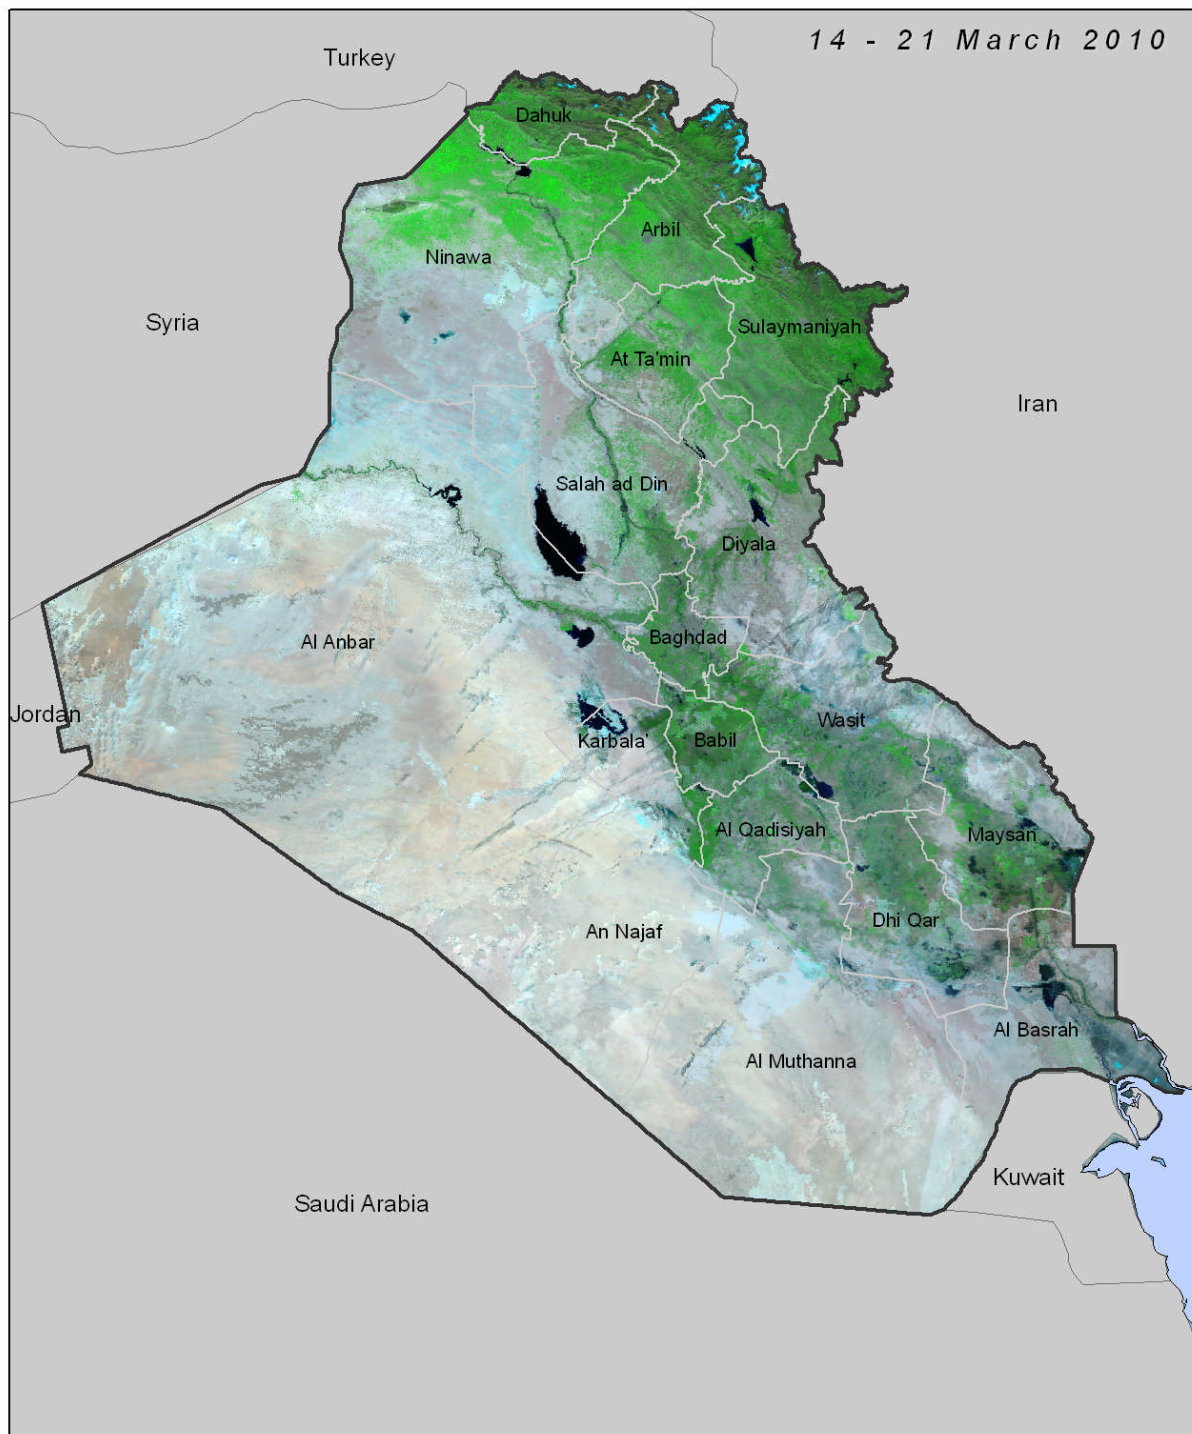 14 - 21 March 2010
Turkey
Dahuk
Arbil
Ninawa
Syria
Sulaymaniyah
At Ta'min
Iran
Salah ad Din
Diyala
Al Anbar
Baghdad
Jordan
Wasit
Karbala'
Babil
Al Qadisiyah
Maysan
Dhi Qar
An Najaf
Al Basrah
Al Muthanna
Kuwait
Saudi Arabia